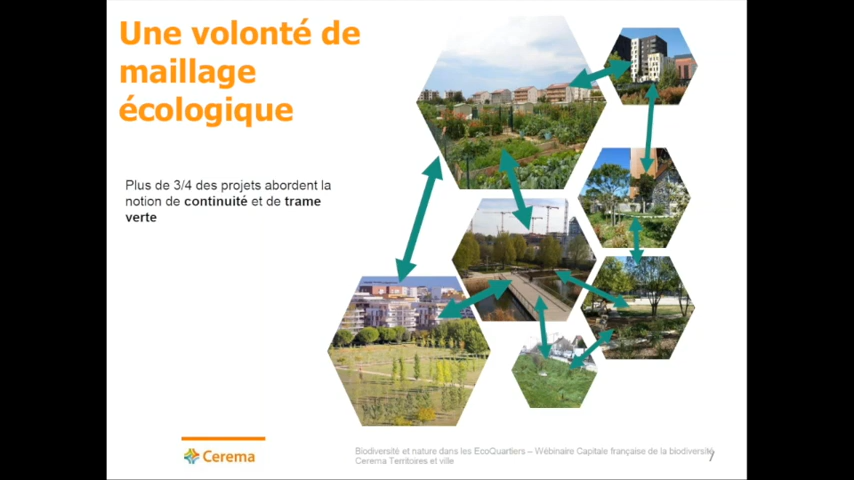 Une volonté de
maillage
écologique
Plus de 3/4 des projets abordent la
notion de continuité et de trame
verte
Cerema
Biodiversité et nature dans les EcoQuartiers – Wébinaire Capitale française de la biodiversité
Cerema Territoires et ville
7